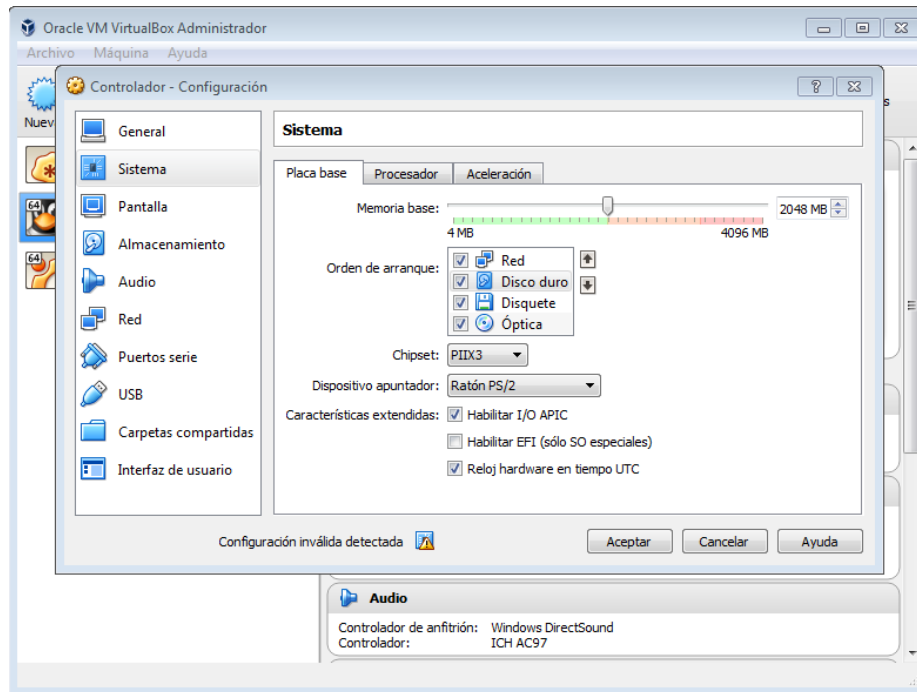 Oracle VM VirtualBox Administrador
Archivo Máquina Ayuda
Controlador - Configuración
General
Sistema
Pantalla
Almacenamiento
Audio
Red
Puertos serie
USB
Carpetas compartidas
Interfaz de usuario
Sistema
Placa base Procesador Aceleración
Memoria base: 2048 MB
4 MB 4096 MB
Orden de arranque: Red
Disco duro
Disquete
Óptica
Chipset: PIIX3
Dispositivo apuntador: Ratón PS/2
Características extendidas: Habilitar I/O APIC
Habilitar EFI (sólo SO especiales)
Reloj hardware en tiempo UTC
Configuración inválida detectada Aceptar Cancelar Ayuda
64
64
Audio
Controlador de anfitrión: Windows DirectSound
Controlador: ICH AC97